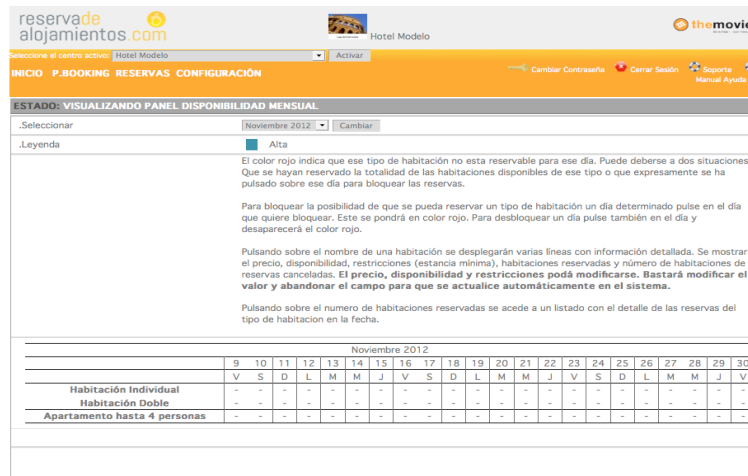 reservade
alojamientos.com
Hotel Modelo
themovie
Seleccione el centro activo: Hotel Modelo Activar
INICIO P.BOOKING RESERVAS CONFIGURACIÓN
Cambiar Contraseña Cerrar Sesión Soporte
Manual Ayuda
ESTADO: VISUALIZANDO PANEL DISPONIBILIDAD MENSUAL
.Seleccionar Noviembre 2012 Cambiar
.Leyenda Alta
El color rojo indica que ese tipo de habitación no esta reservable para ese día. Puede deberse a dos situaciones
Que se hayan reservado la totalidad de las habitaciones disponibles de ese tipo o que expresamente se ha
pulsado sobre ese día para bloquear las reservas.
Para bloquear la posibilidad de que se pueda reservar un tipo de habitación un día determinado pulse en el día
que quiere bloquear. Este se pondrá en color rojo. Para desbloquear un día pulse también en el día y
desaparecerá el color rojo.
Pulsando sobre el nombre de una habitación se desplegarán varias líneas con información detallada. Se mostrar
el precio, disponibilidad, restricciones (estancia mínima), habitaciones reservadas y número de habitaciones de
reservas canceladas. El precio, disponibilidad y restricciones podá modificarse. Bastará modificar el
valor y abandonar el campo para que se actualice automáticamente en el sistema.
Pulsando sobre el numero de habitaciones reservadas se acede a un listado con el detalle de las reservas del
tipo de habitacion en la fecha.
Noviembre 2012
9 10 11 12 13 14 15 16 17 18 19 20 21 22 23 24 25 26 27 28 29 30
V S D L M M J V S D L M M J V S D L M M J V
Habitación Individual - - - - - - - - - - - - - - - - - - - - - -
Habitación Doble - - - - - - - - - - - - - - - - - - - - - -
Apartamento hasta 4 personas - - - - - - - - - - - - - - - - - - - - - -